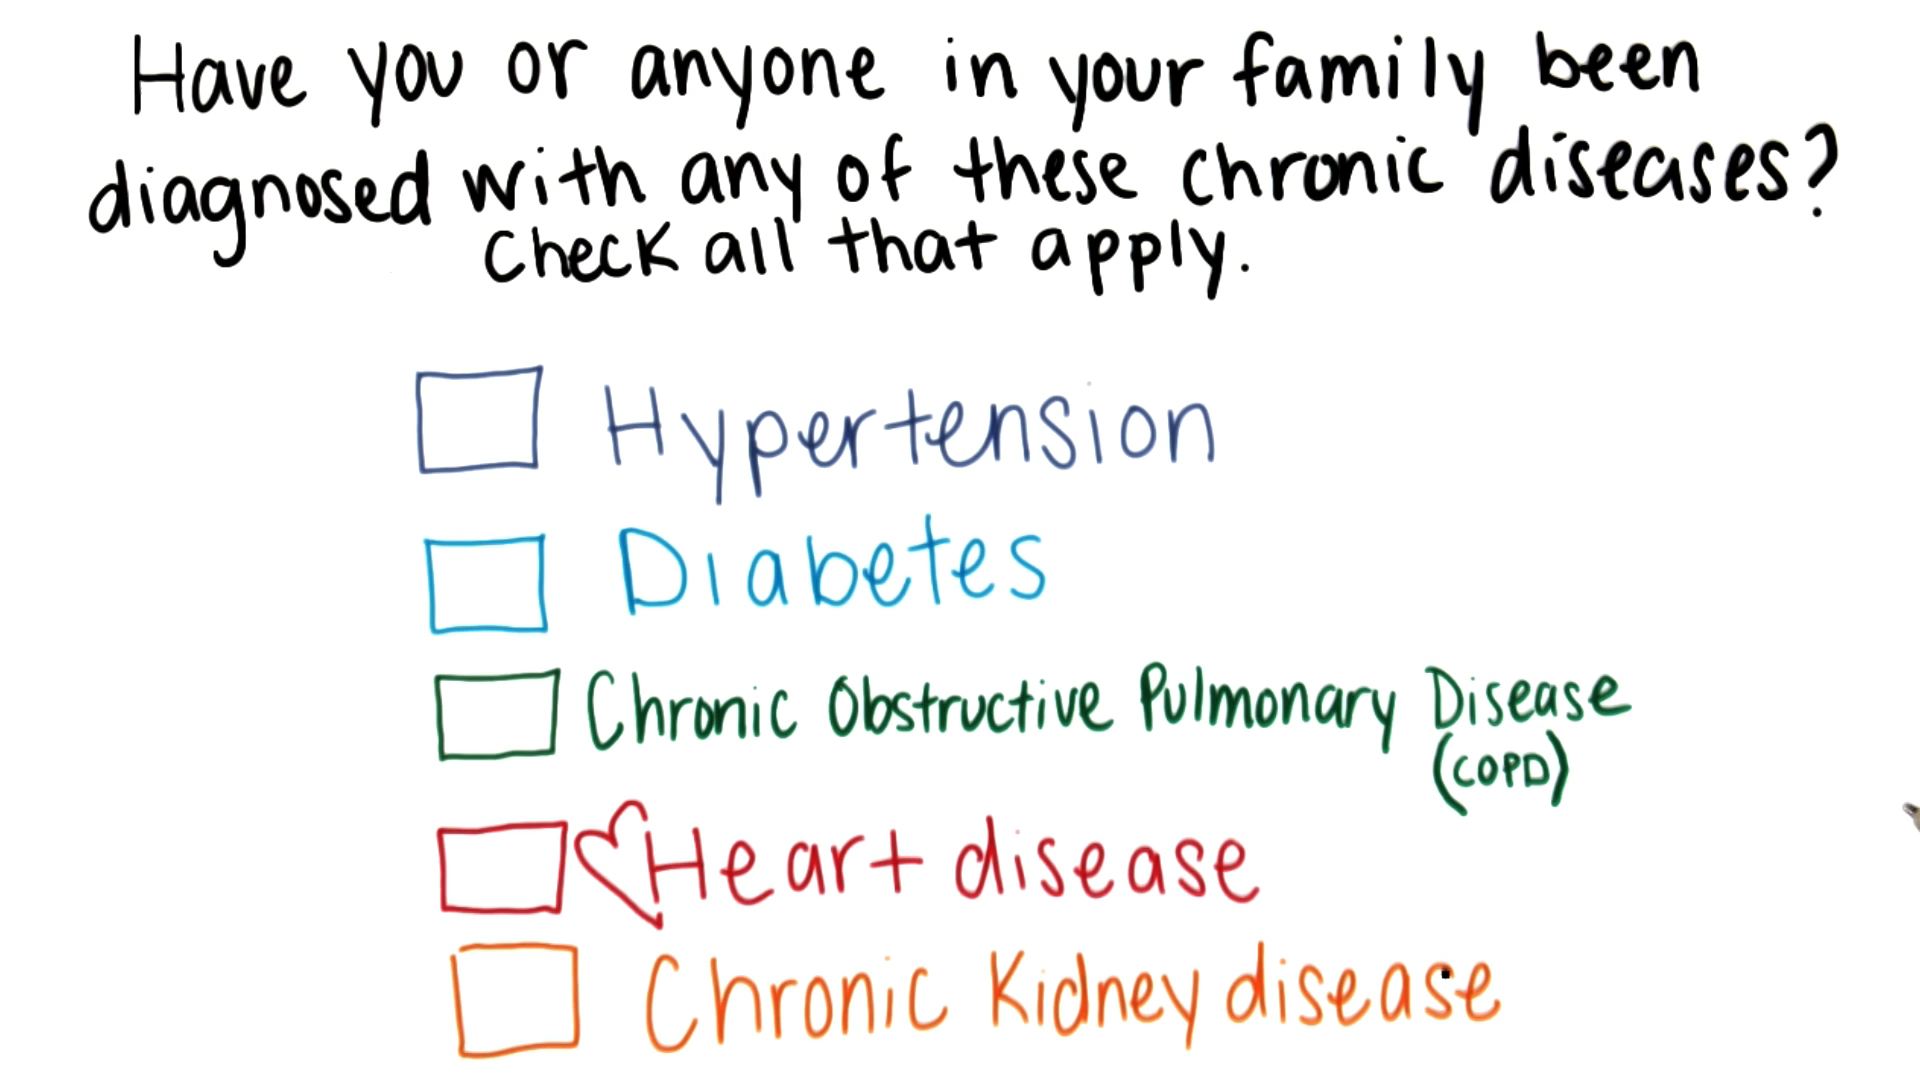 Have you or anyone in your family been
diagnosed with any of these chronic diseases?
Check all that apply.
Hypertension
Diabetes
Chronic Obstructive Pulmonary Disease
(COPD)
Heart disease
Chronic Kidney disease